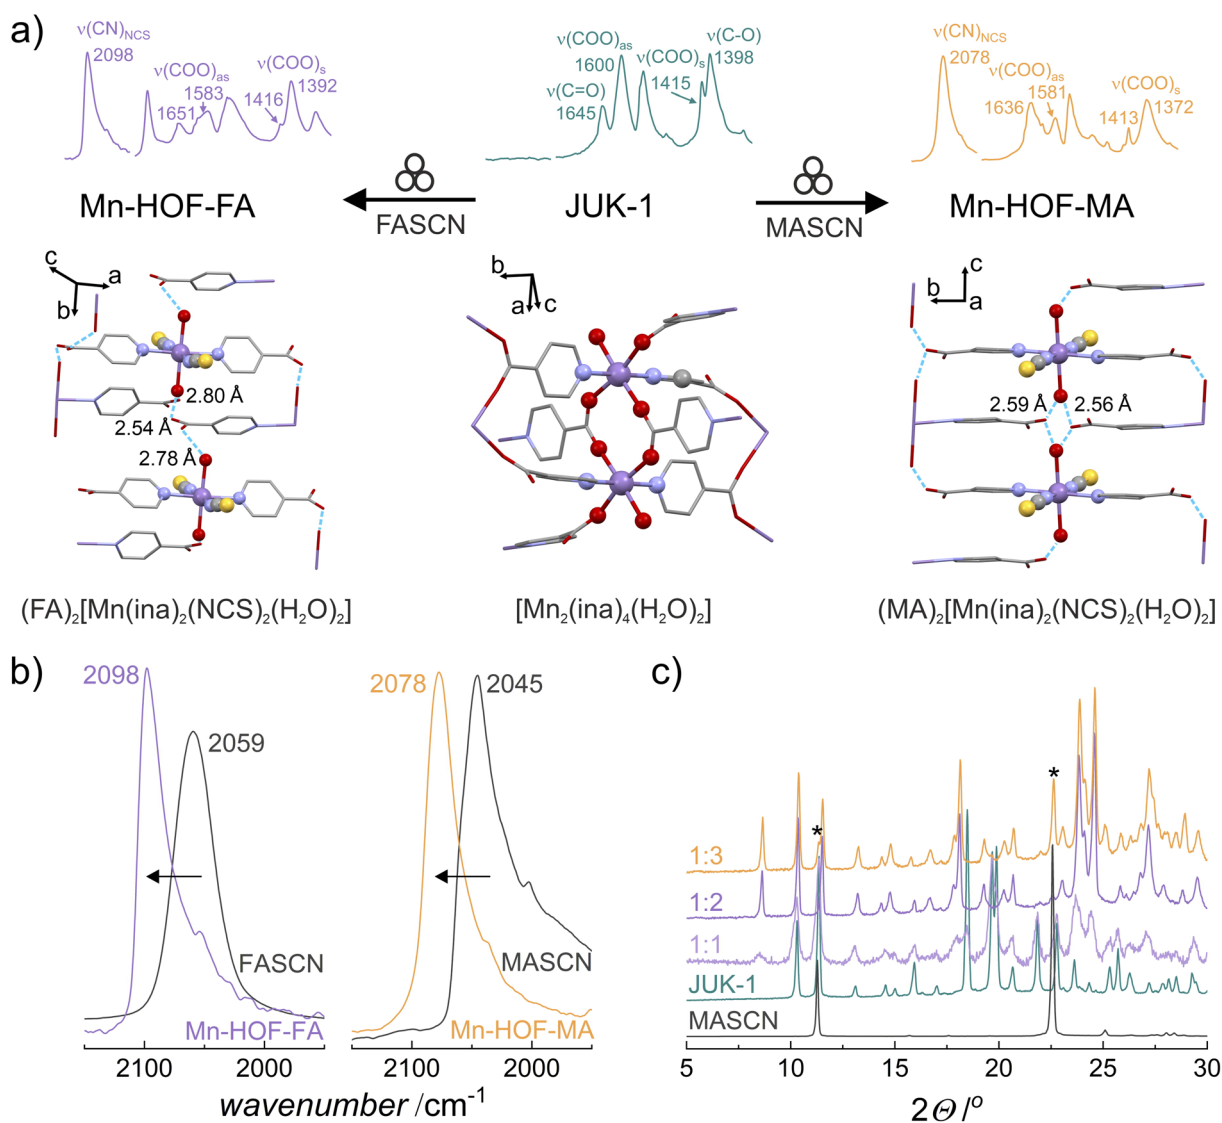 a)
ν(CN)NCS
2098
ν(COO)as
1583
1651
ν(COO)s
1392
1416
ν(COO)as
1600
ν(C=O)
1645
ν(COO)s
1415
ν(C-O)
1398
ν(CN)NCS
2078
ν(COO)as
1581
1636
ν(COO)s
1413
1372
Mn-HOF-FA
FASCN
JUK-1
MASCN
Mn-HOF-MA
c
a
b
b
a
c
c
b
a
2.80 Å
2.54 Å
2.78 Å
2.59 Å
2.56 Å
(FA)₂[Mn(ina)₂(NCS)₂(H₂O)₂]
[Mn₂(ina)₄(H₂O)₂]
(MA)₂[Mn(ina)₂(NCS)₂(H₂O)₂]
b)
2098
2059
FASCN
Mn-HOF-FA
2100
2000
2078
2045
MASCN
Mn-HOF-MA
2100
2000
wavenumber /cm⁻¹
c)
*
*
1:3
1:2
1:1
JUK-1
MASCN
5 10 15 20 25 30
2Θ /º